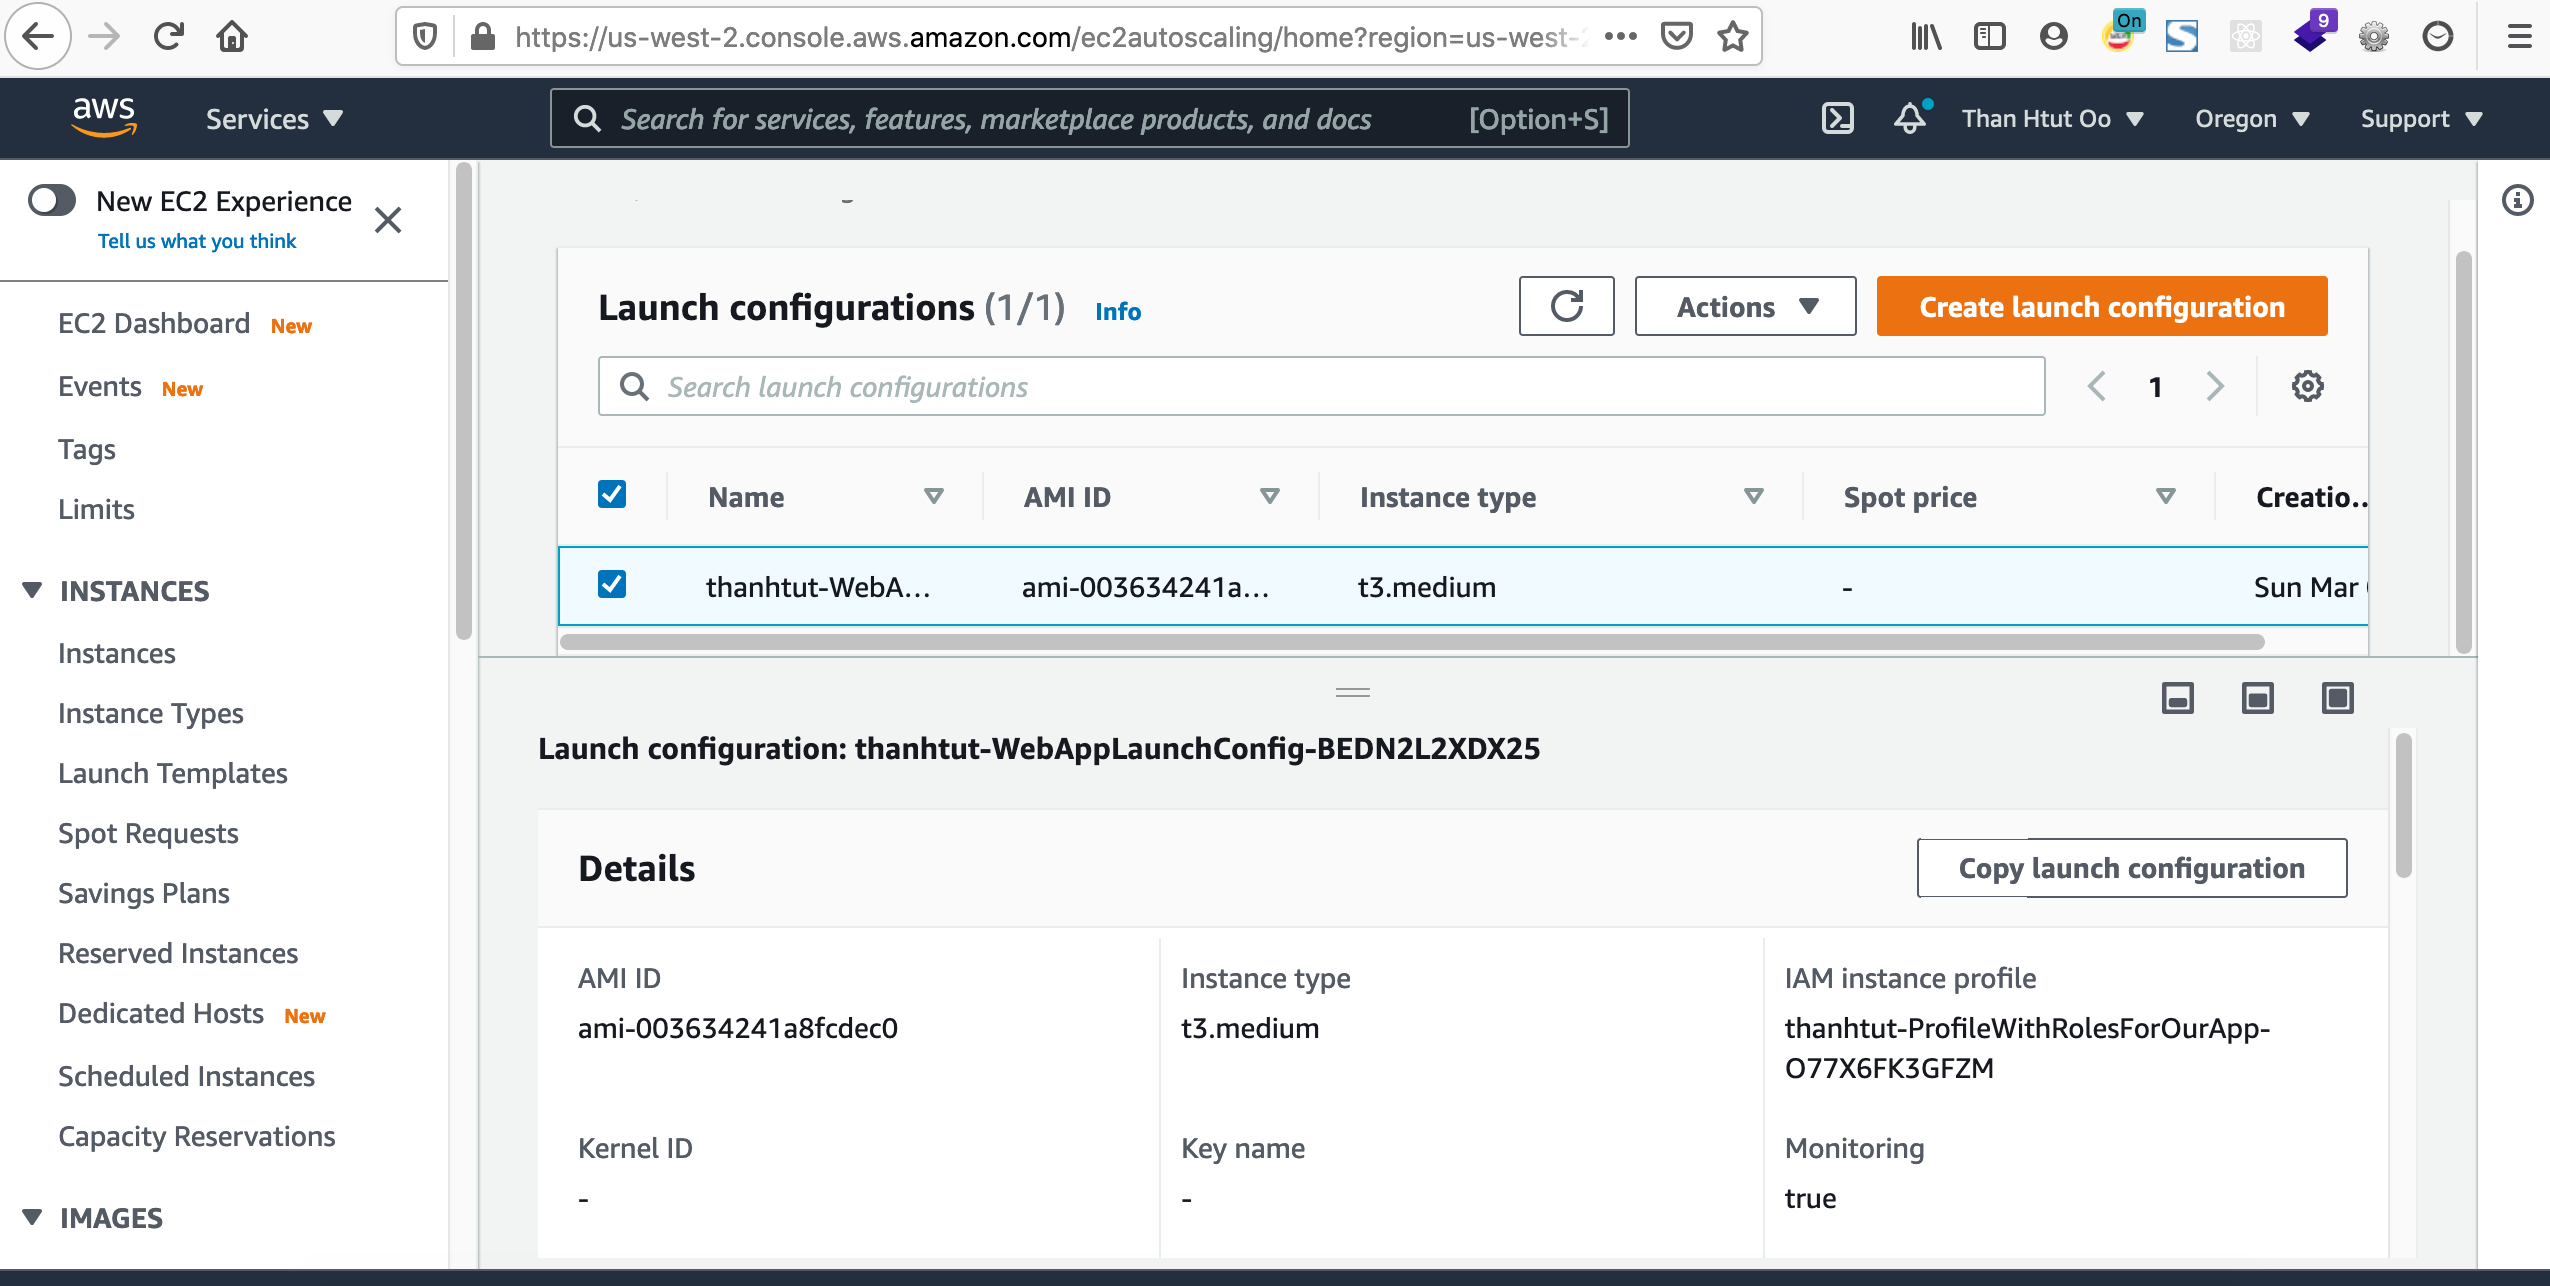 https://us-west-2.console.aws.amazon.com/ec2autoscaling/home?region=us-west-
On
9
aws
Services
Search for services, features, marketplace products, and docs
[Option+S]
Than Htut Oo
Oregon
Support
New EC2 Experience
Tell us what you think
EC2 Dashboard New
Events New
Tags
Limits
INSTANCES
Instances
Instance Types
Launch Templates
Spot Requests
Savings Plans
Reserved Instances
Dedicated Hosts New
Scheduled Instances
Capacity Reservations
IMAGES
Launch configurations (1/1) Info
Actions
Create launch configuration
Search launch configurations
1
Name AMI ID Instance type Spot price Creatio..
thanhtut-WebA... ami-003634241a... t3.medium - Sun Mar
Launch configuration: thanhtut-WebAppLaunchConfig-BEDN2L2XDX25
Details
Copy launch configuration
AMI ID
ami-003634241a8fcdec0
Instance type
t3.medium
IAM instance profile
thanhtut-ProfileWithRolesForOurApp-
O77X6FK3GFZM
Kernel ID
-
Key name
-
Monitoring
true